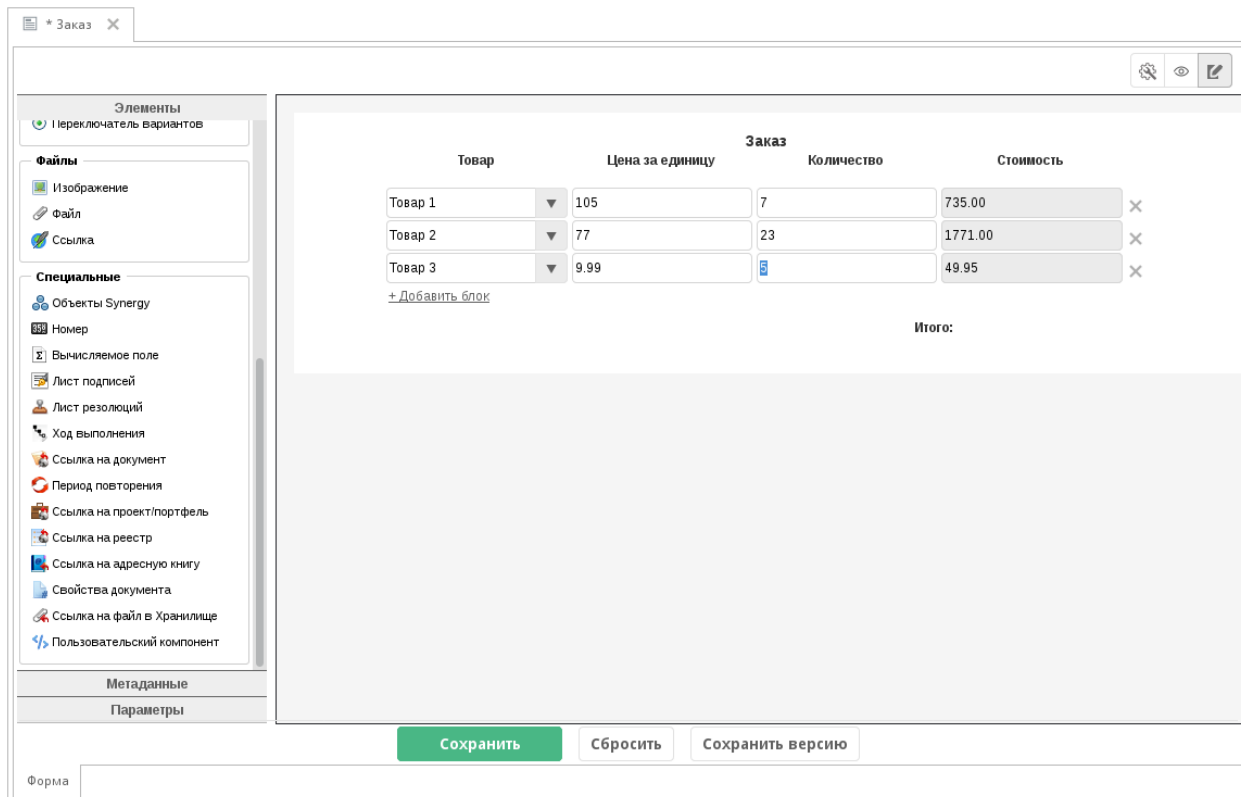 * Заказ
Элементы
Переключатель вариантов
Файлы
Изображение
Файл
Ссылка
Специальные
Объекты Synergy
Номер
Вычисляемое поле
Лист подписей
Лист резолюций
Ход выполнения
Ссылка на документ
Период повторения
Ссылка на проект/портфель
Ссылка на реестр
Ссылка на адресную книгу
Свойства документа
Ссылка на файл в Хранилище
Пользовательский компонент
Метаданные
Параметры
Заказ
Товар Цена за единицу Количество Стоимость
Товар 1 105 7 735.00
Товар 2 77 23 1771.00
Товар 3 9.99 5 49.95
+ Добавить блок
Итого:
Сохранить Сбросить Сохранить версию
Форма